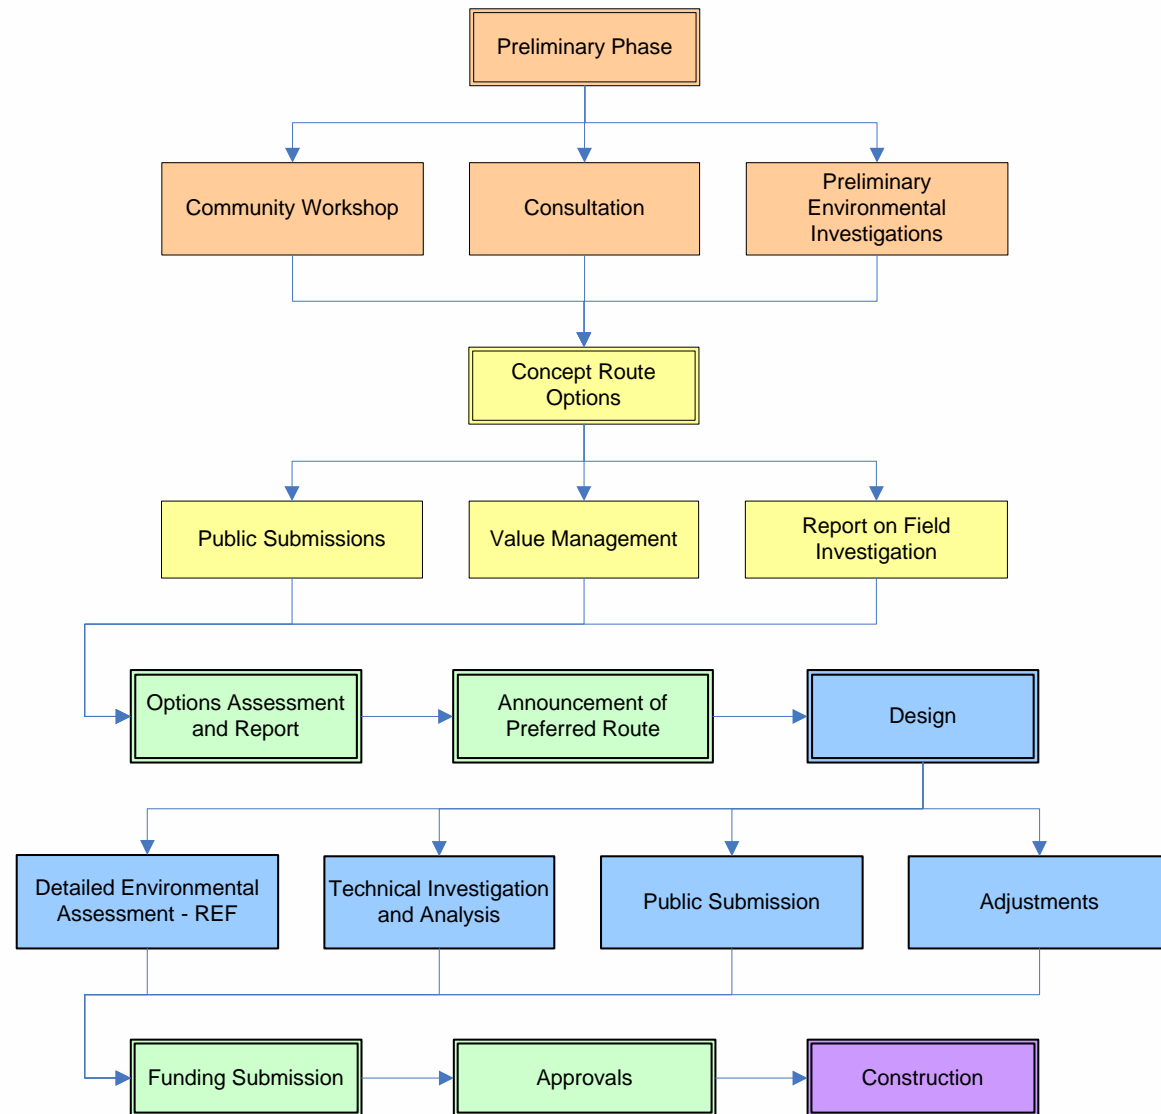 Preliminary Phase
Community Workshop
Consultation
Preliminary
Environmental
Investigations
Concept Route
Options
Public Submissions
Value Management
Report on Field
Investigation
Options Assessment
and Report
Announcement of
Preferred Route
Design
Detailed Environmental
Assessment - REF
Technical Investigation
and Analysis
Public Submission
Adjustments
Funding Submission
Approvals
Construction